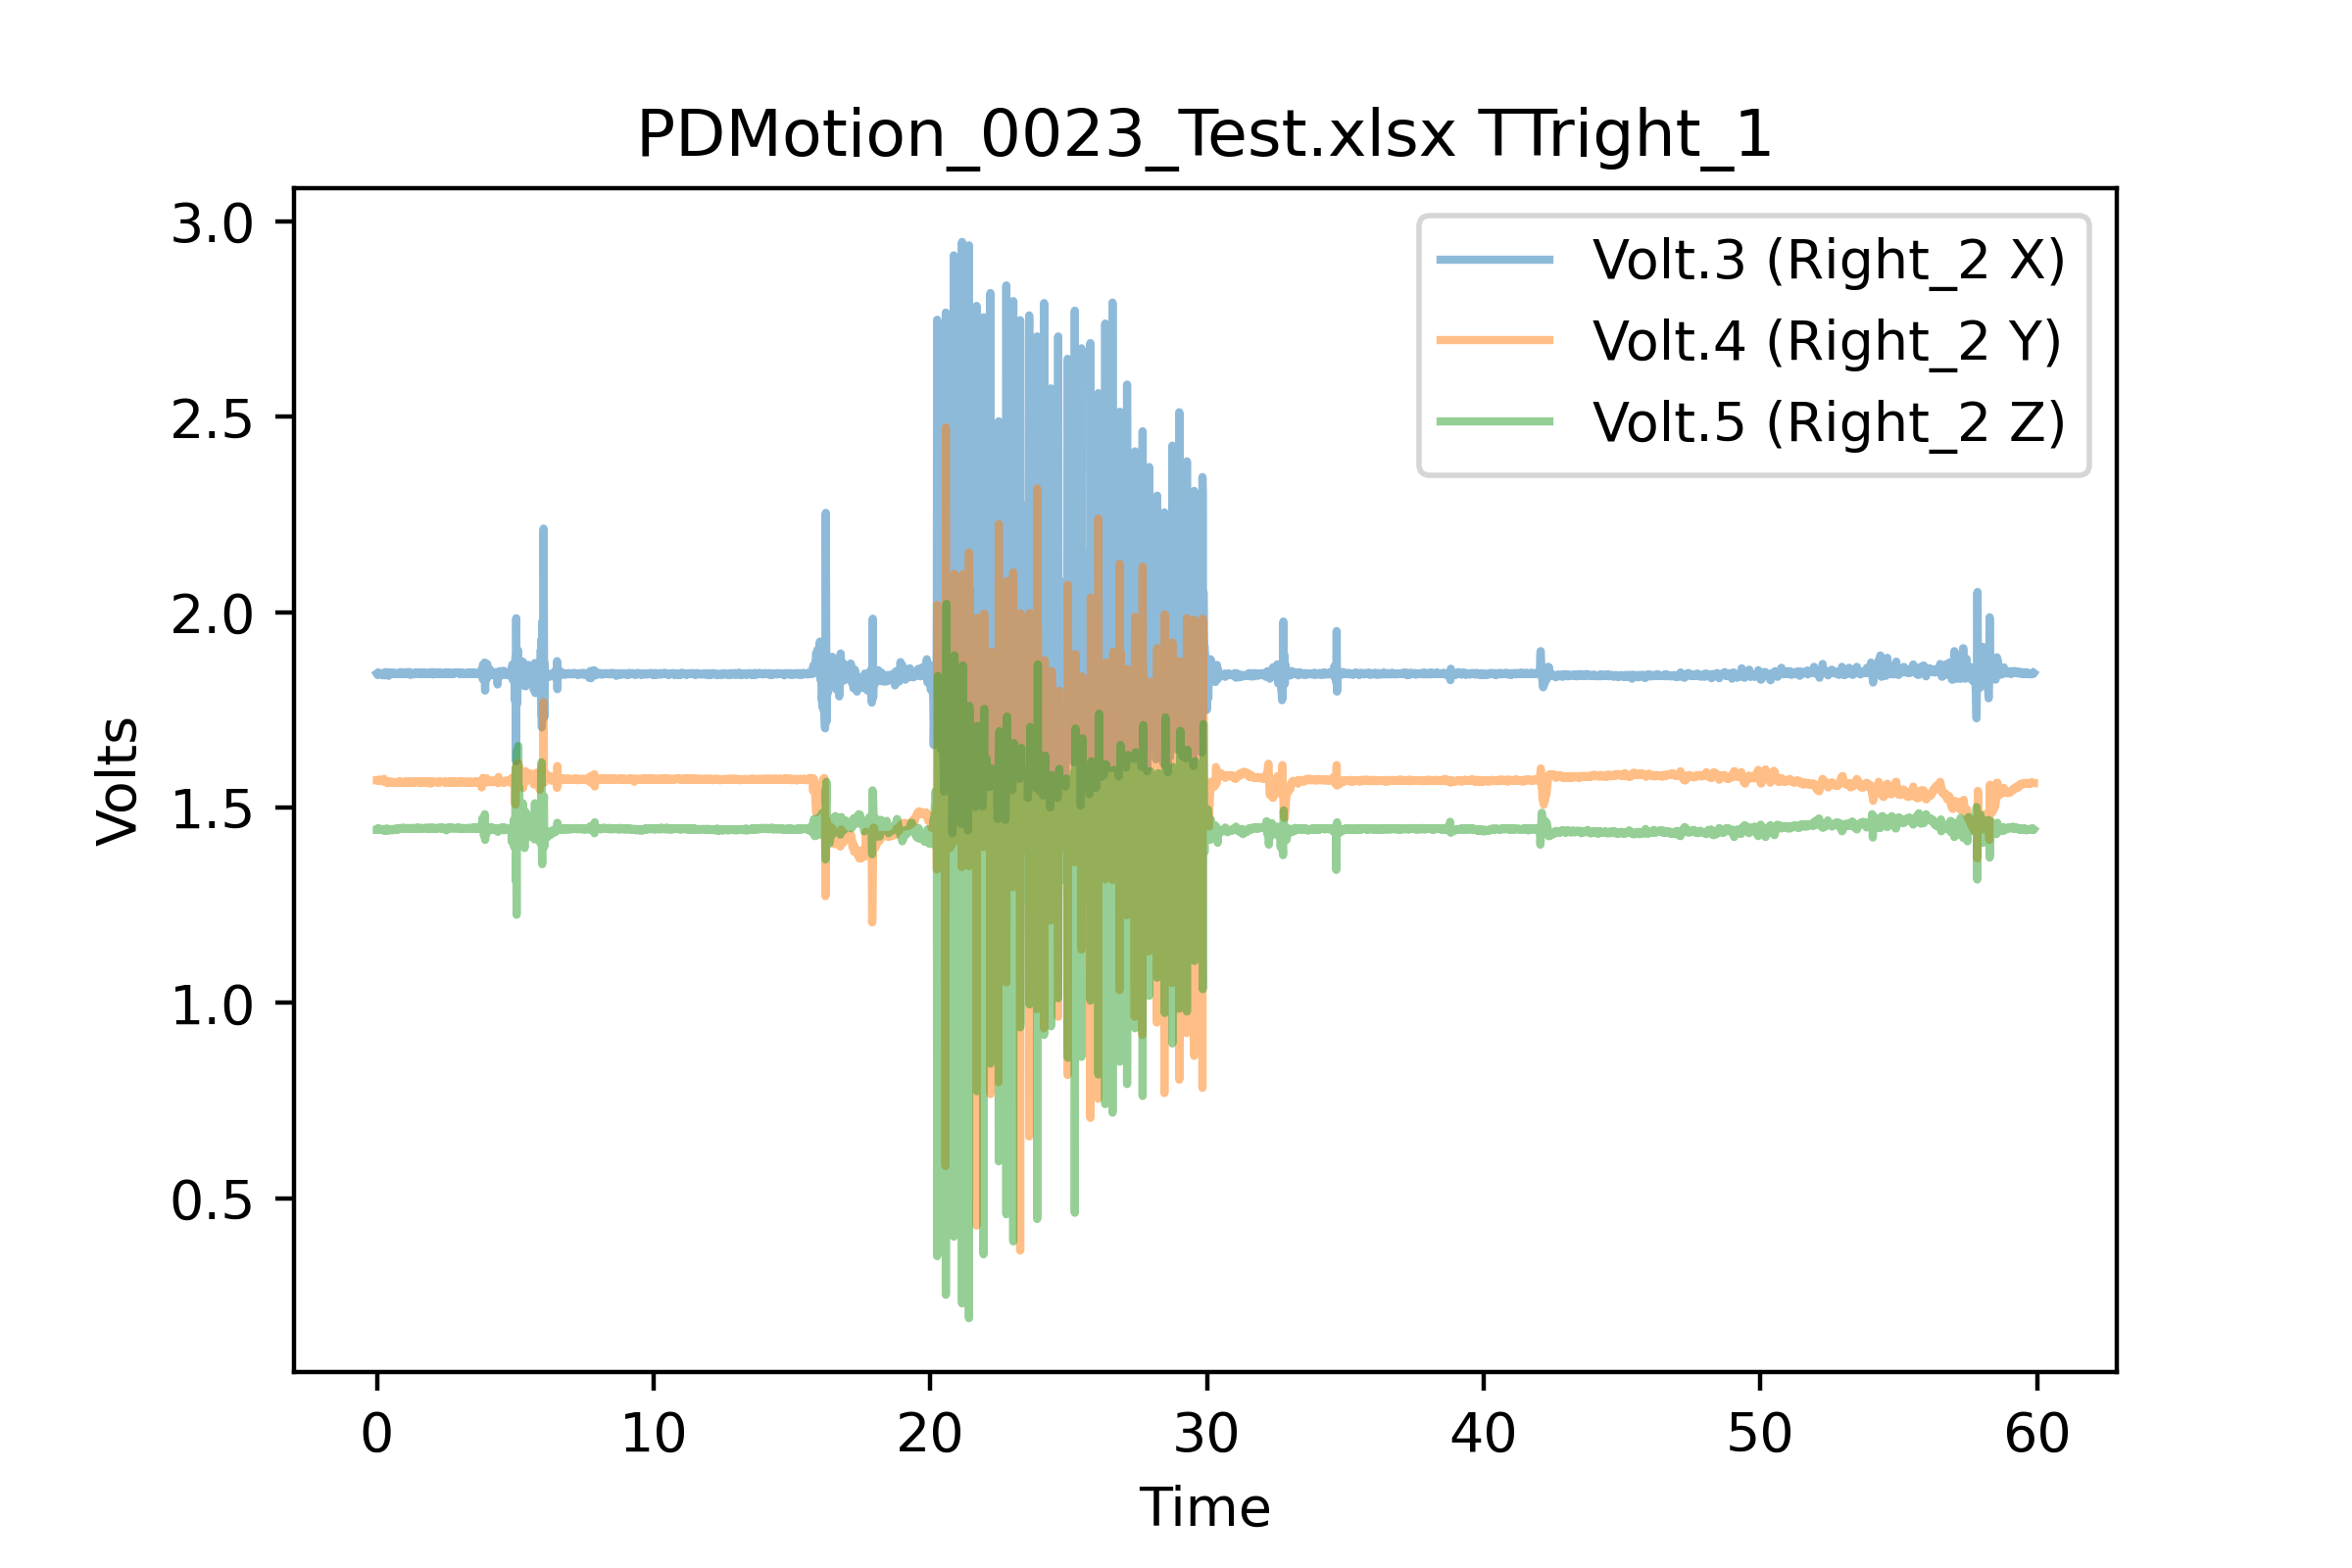 PDMotion_0023_Test.xlsx TTright_1
Volts
3.0
2.5
2.0
1.5
1.0
0.5
Volt.3 (Right_2 X)
Volt.4 (Right_2 Y)
Volt.5 (Right_2 Z)
0 10 20 30 40 50 60
Time